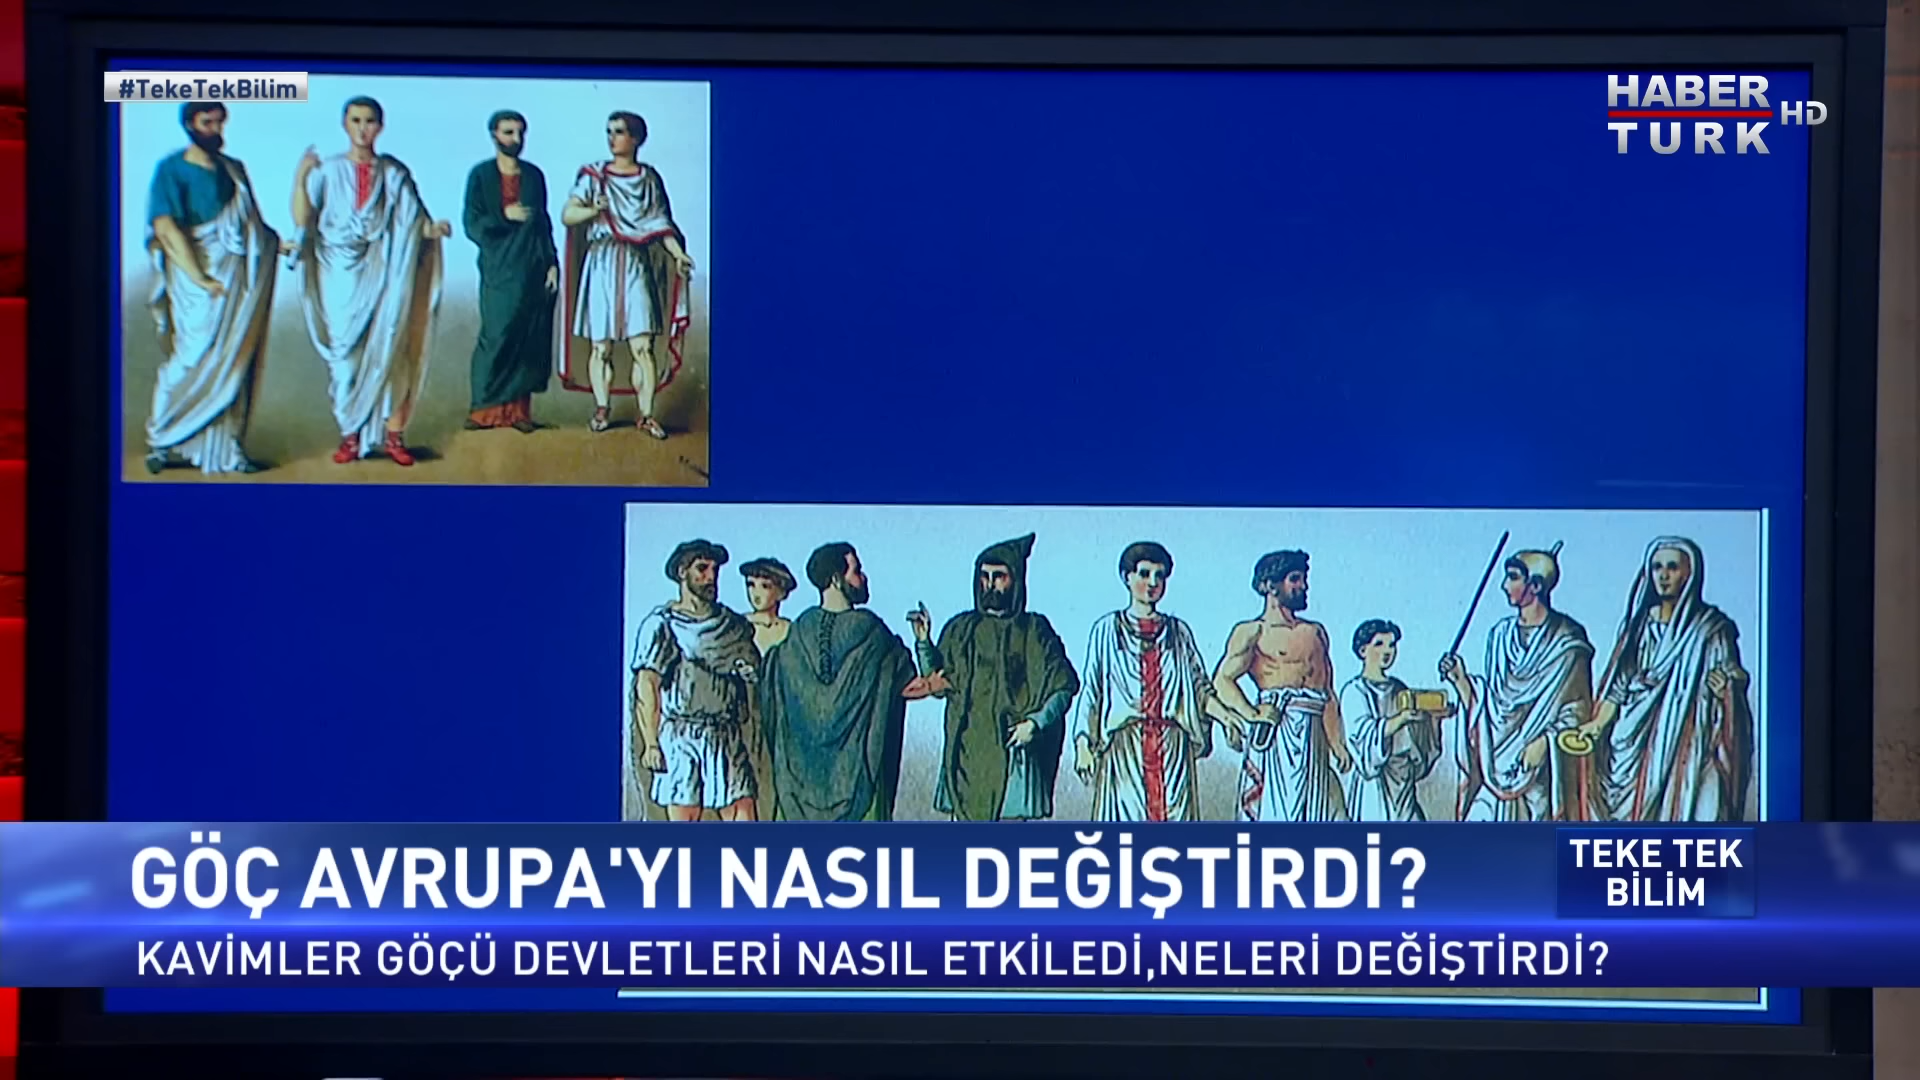 #TekeTekBilim
HABER
TURK HD
GÖÇ AVRUPA'YI NASIL DEĞİŞTİRDİ?
TEKE TEK
BİLİM
KAVİMLER GÖÇÜ DEVLETLERİ NASIL ETKİLEDİ,NELERİ DEĞİŞTİRDİ?